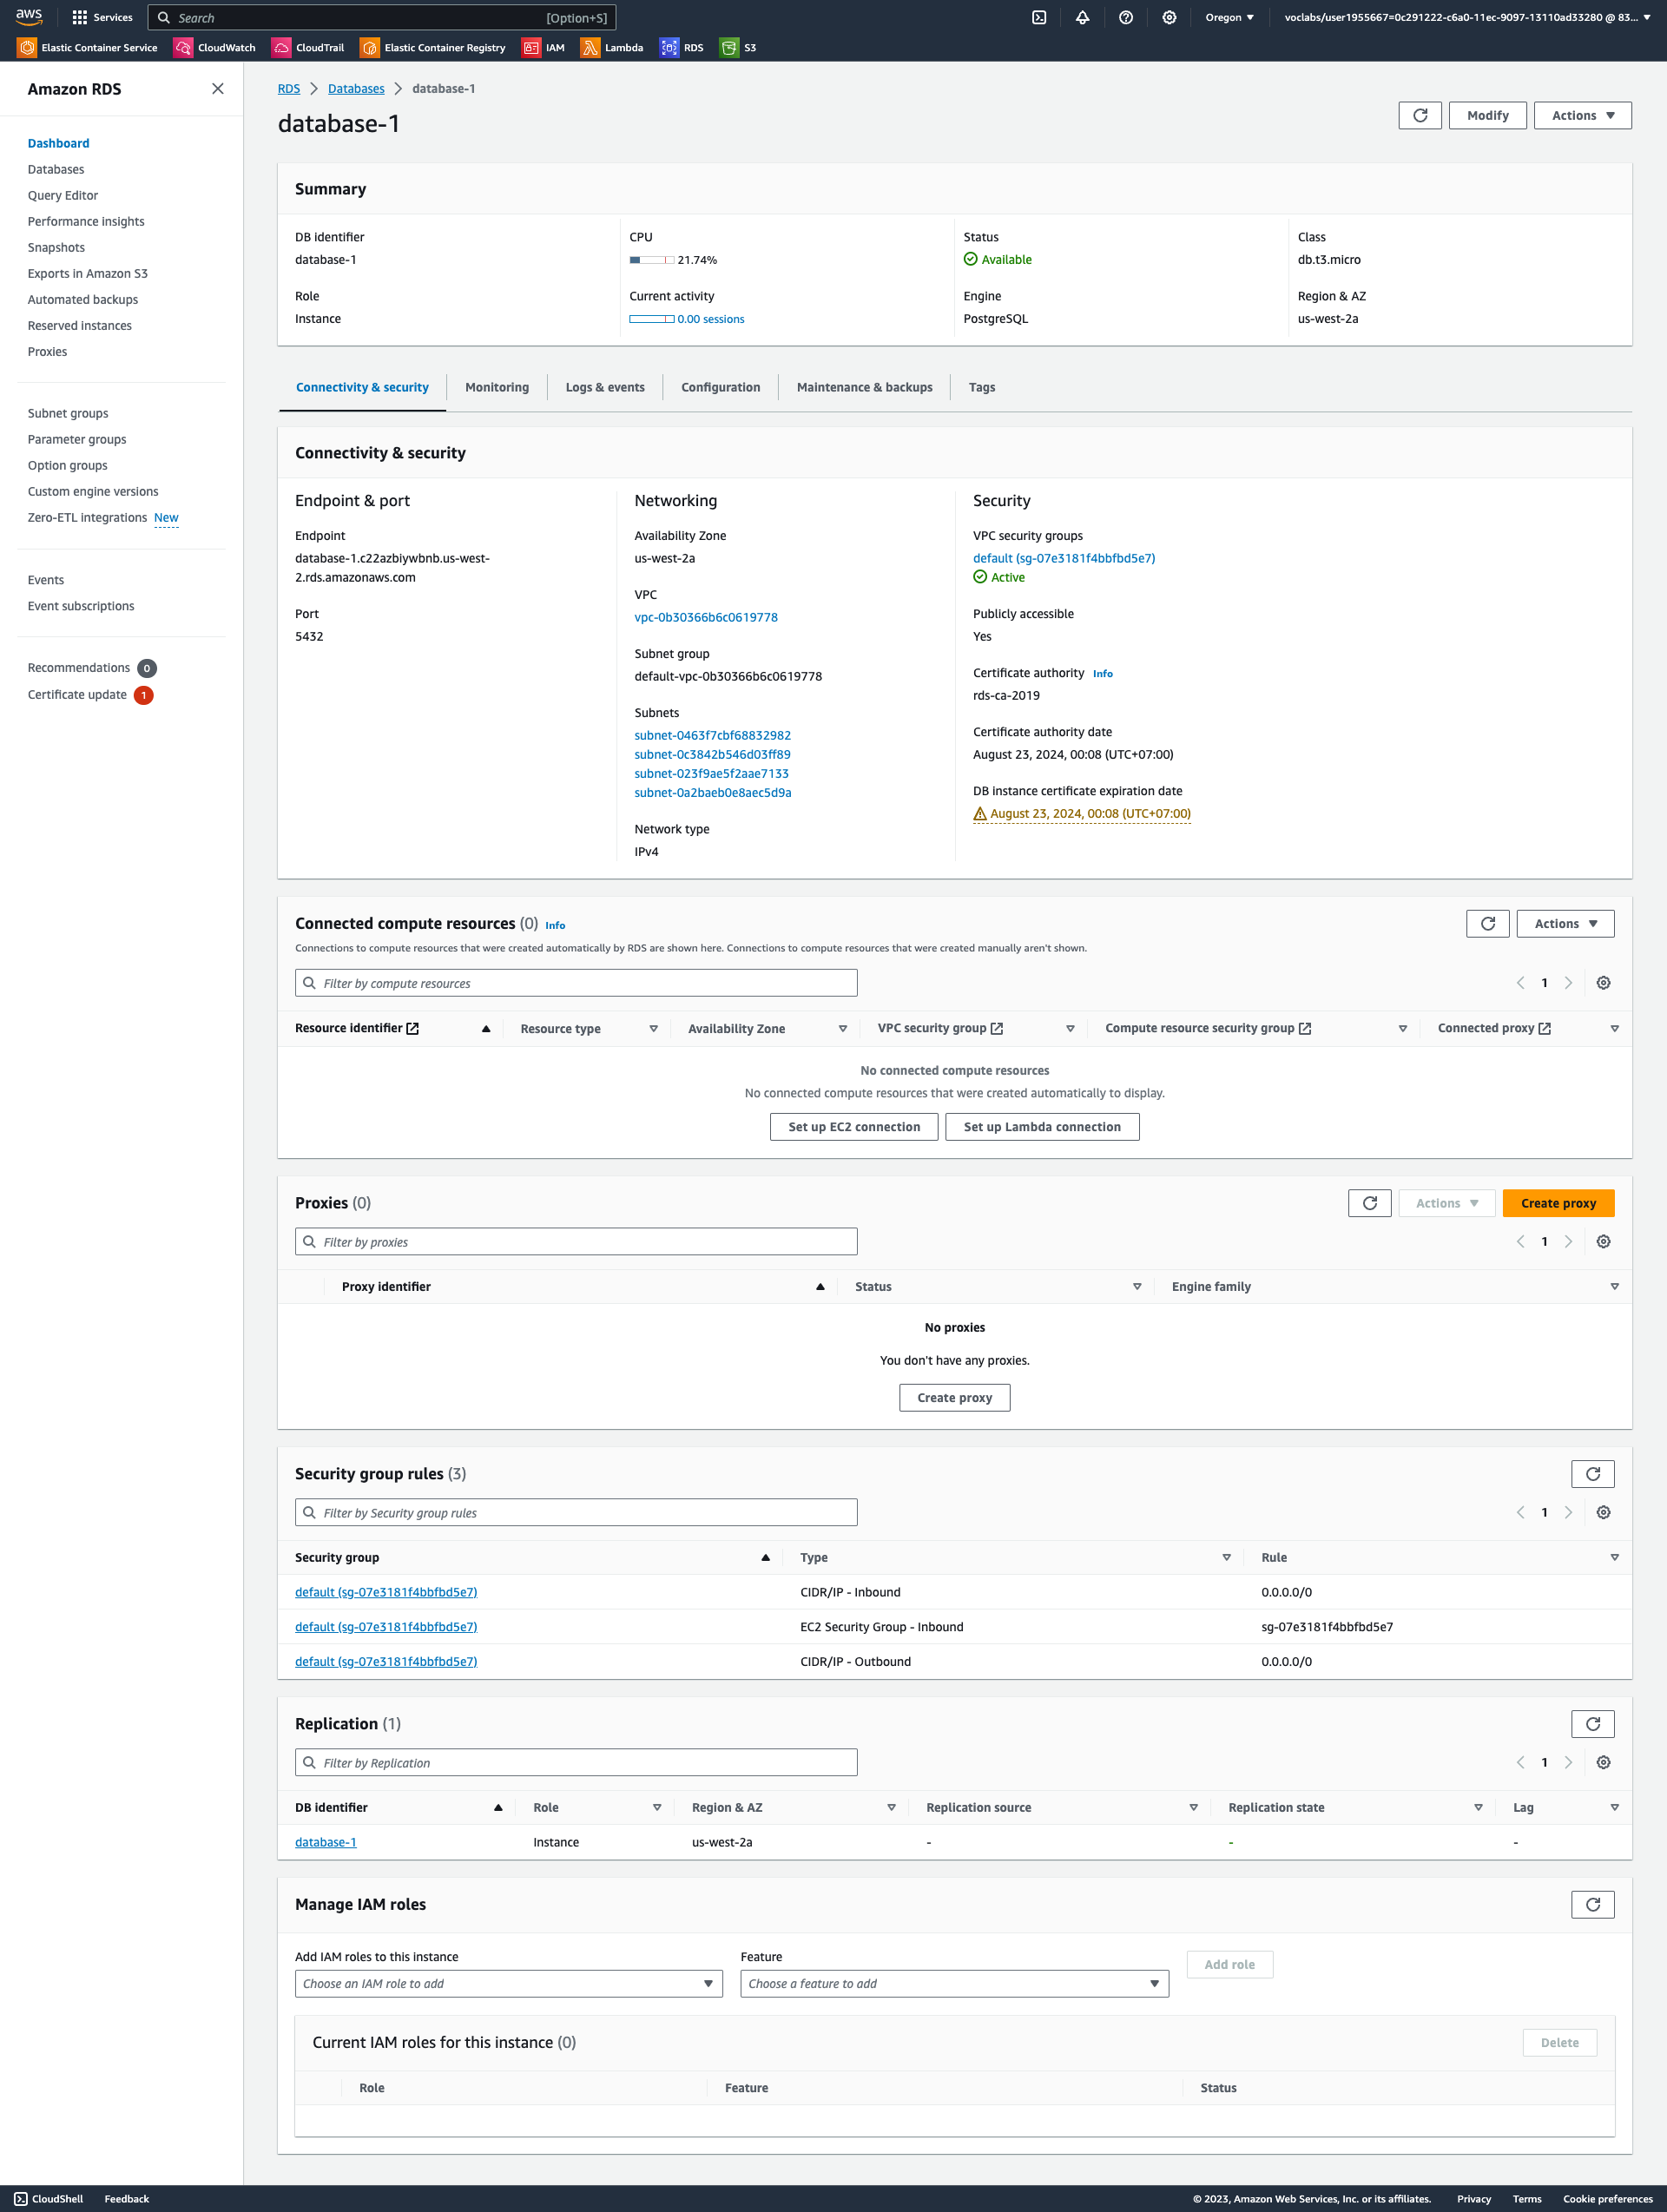 aws
Services
Search
[Option+S]
Oregon
voclabs/user1955667=0c291222-c6a0-11ec-9097-13110ad33280 @ 83...
Elastic Container Service
CloudWatch
CloudTrail
Elastic Container Registry
IAM
Lambda
RDS
S3
Amazon RDS
Dashboard
Databases
Query Editor
Performance insights
Snapshots
Exports in Amazon S3
Automated backups
Reserved instances
Proxies
Subnet groups
Parameter groups
Option groups
Custom engine versions
Zero-ETL integrations New
Events
Event subscriptions
Recommendations 0
Certificate update 1
RDS
Databases
database-1
database-1
Modify
Actions
Summary
DB identifier
database-1
CPU
21.74%
Status
Available
Class
db.t3.micro
Role
Instance
Current activity
0.00 sessions
Engine
PostgreSQL
Region & AZ
us-west-2a
Connectivity & security
Monitoring
Logs & events
Configuration
Maintenance & backups
Tags
Connectivity & security
Endpoint & port
Endpoint
database-1.c22azbiywbnb.us-west-
2.rds.amazonaws.com
Port
5432
Networking
Availability Zone
us-west-2a
VPC
vpc-0b30366b6c0619778
Subnet group
default-vpc-0b30366b6c0619778
Subnets
subnet-0463f7cbf68832982
subnet-0c3842b546d03ff89
subnet-023f9ae5f2aae7133
subnet-0a2baeb0e8aec5d9a
Network type
IPv4
Security
VPC security groups
default (sg-07e3181f4bbfbd5e7)
Active
Publicly accessible
Yes
Certificate authority Info
rds-ca-2019
Certificate authority date
August 23, 2024, 00:08 (UTC+07:00)
DB instance certificate expiration date
August 23, 2024, 00:08 (UTC+07:00)
Connected compute resources (0) Info
Actions
Connections to compute resources that were created automatically by RDS are shown here. Connections to compute resources that were created manually aren't shown.
Filter by compute resources
1
Resource identifier
Resource type
Availability Zone
VPC security group
Compute resource security group
Connected proxy
No connected compute resources
No connected compute resources that were created automatically to display.
Set up EC2 connection
Set up Lambda connection
Proxies (0)
Actions
Create proxy
Filter by proxies
1
Proxy identifier
Status
Engine family
No proxies
You don't have any proxies.
Create proxy
Security group rules (3)
Filter by Security group rules
1
Security group
Type
Rule
default (sg-07e3181f4bbfbd5e7)
CIDR/IP - Inbound
0.0.0.0/0
default (sg-07e3181f4bbfbd5e7)
EC2 Security Group - Inbound
sg-07e3181f4bbfbd5e7
default (sg-07e3181f4bbfbd5e7)
CIDR/IP - Outbound
0.0.0.0/0
Replication (1)
Filter by Replication
1
DB identifier
Role
Region & AZ
Replication source
Replication state
Lag
database-1
Instance
us-west-2a
-
-
-
Manage IAM roles
Add IAM roles to this instance
Choose an IAM role to add
Feature
Choose a feature to add
Add role
Current IAM roles for this instance (0)
Delete
Role
Feature
Status
CloudShell
Feedback
© 2023, Amazon Web Services, Inc. or its affiliates.
Privacy
Terms
Cookie preferences